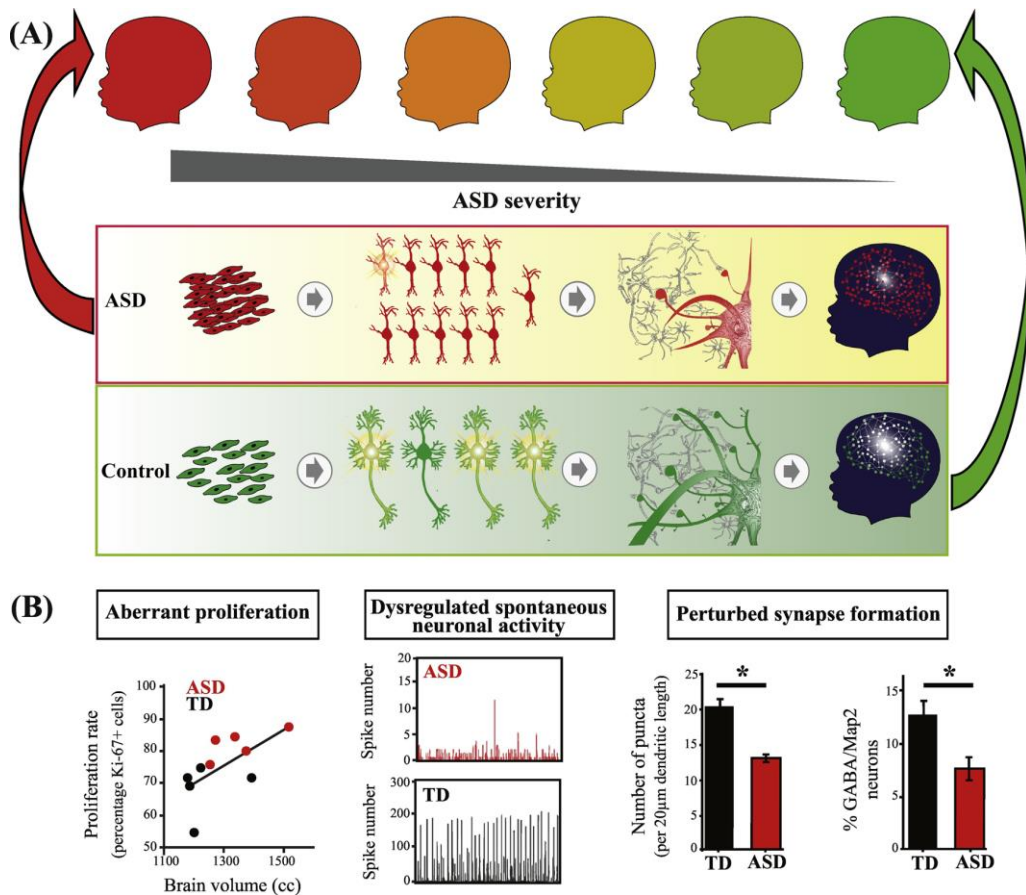 (A)
ASD severity
ASD
Control
(B)
Aberrant proliferation
Dysregulated spontaneous
neuronal activity
Perturbed synapse formation
Proliferation rate
(percentage Ki-67+ cells)
100
90
80
70
60
50
ASD
TD
1100
1300
1500
Brain volume (cc)
Spike number
20
15
10
5
0
ASD
Spike number
300
200
100
0
TD
Number of puncta
(per 20µm dendritic length)
25
20
15
10
5
0
*
TD
ASD
% GABA/Map2
neurons
15
10
5
0
*
TD
ASD